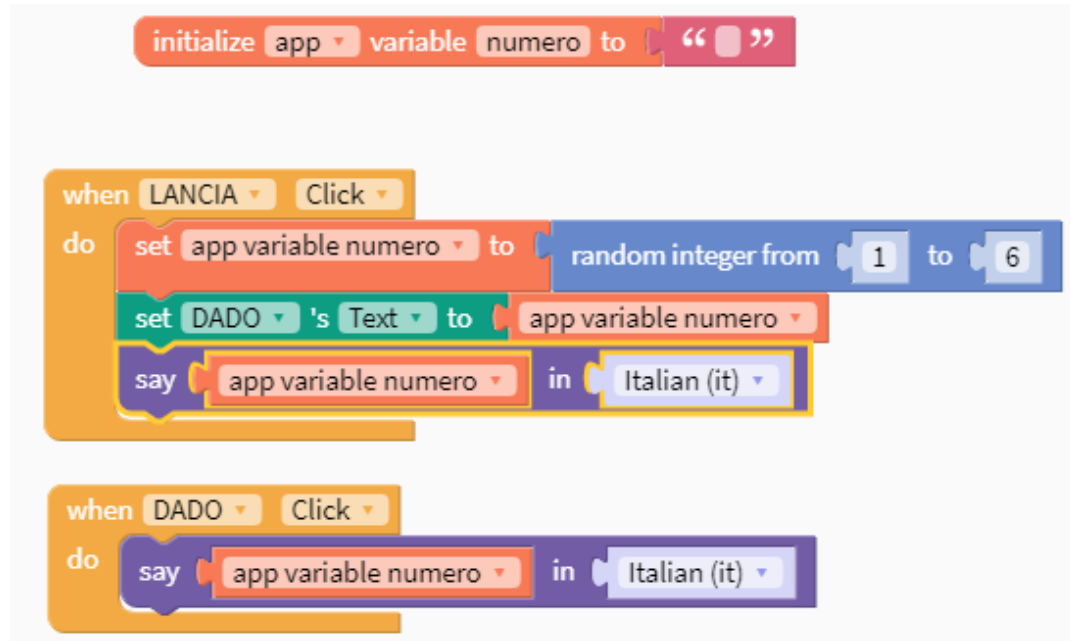 initialize app variable numero to “ ”
when LANCIA Click
do set app variable numero to random integer from 1 to 6
set DADO 's Text to app variable numero
say app variable numero in Italian (it)
when DADO Click
do say app variable numero in Italian (it)